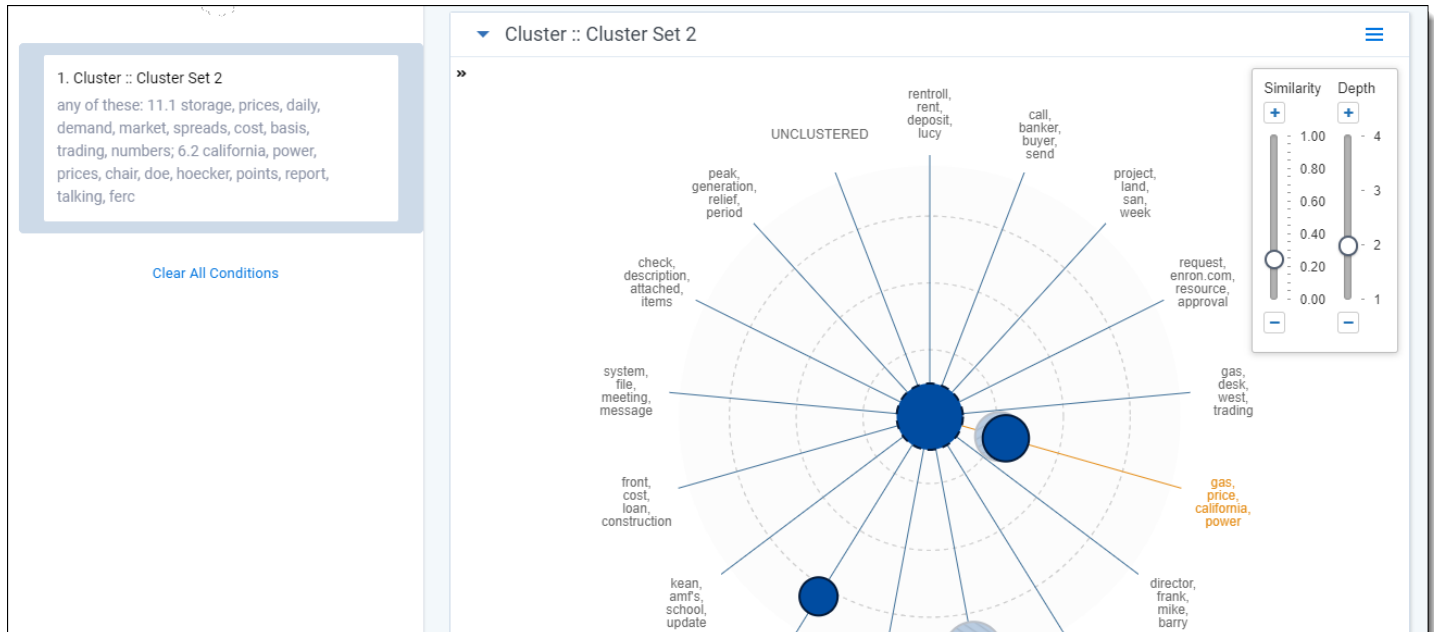 1. Cluster :: Cluster Set 2
any of these: 11.1 storage, prices, daily,
demand, market, spreads, cost, basis,
trading, numbers; 6.2 california, power,
prices, chair, doe, hoecker, points, report,
talking, ferc
Clear All Conditions
Cluster :: Cluster Set 2
»
UNCLUSTERED
rentroll,
rent,
deposit,
lucy
call,
banker,
buyer,
send
project,
land,
san,
week
request,
enron.com,
resource,
approval
gas,
desk,
west,
trading
gas,
price,
california,
power
director,
frank,
mike,
barry
kean,
amf's,
school,
update
front,
cost,
loan,
construction
system,
file,
meeting,
message
check,
description,
attached,
items
peak,
generation,
relief,
period
Similarity
+
1.00
0.80
0.60
0.40
0.20
0.00
−
Depth
+
4
3
2
1
−